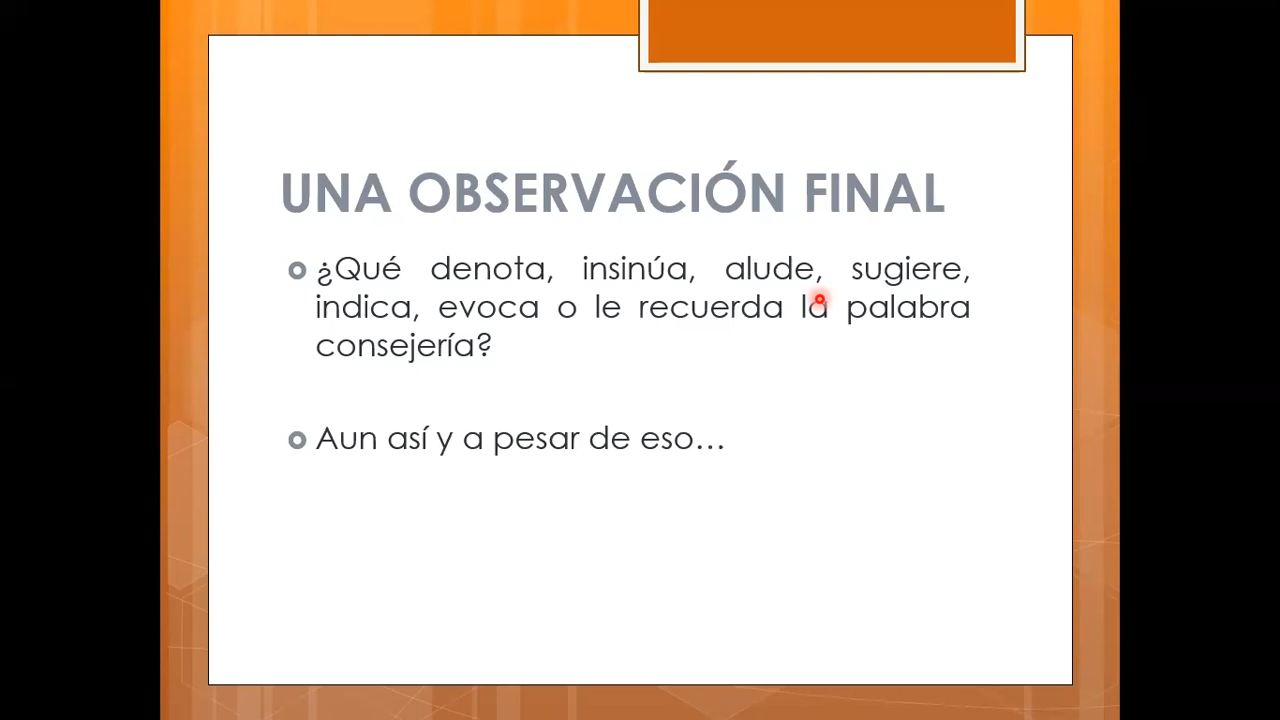 UNA OBSERVACIÓN FINAL
¿Qué denota, insinúa, alude, sugiere,
indica, evoca o le recuerda la palabra
consejería?
Aun así y a pesar de eso…